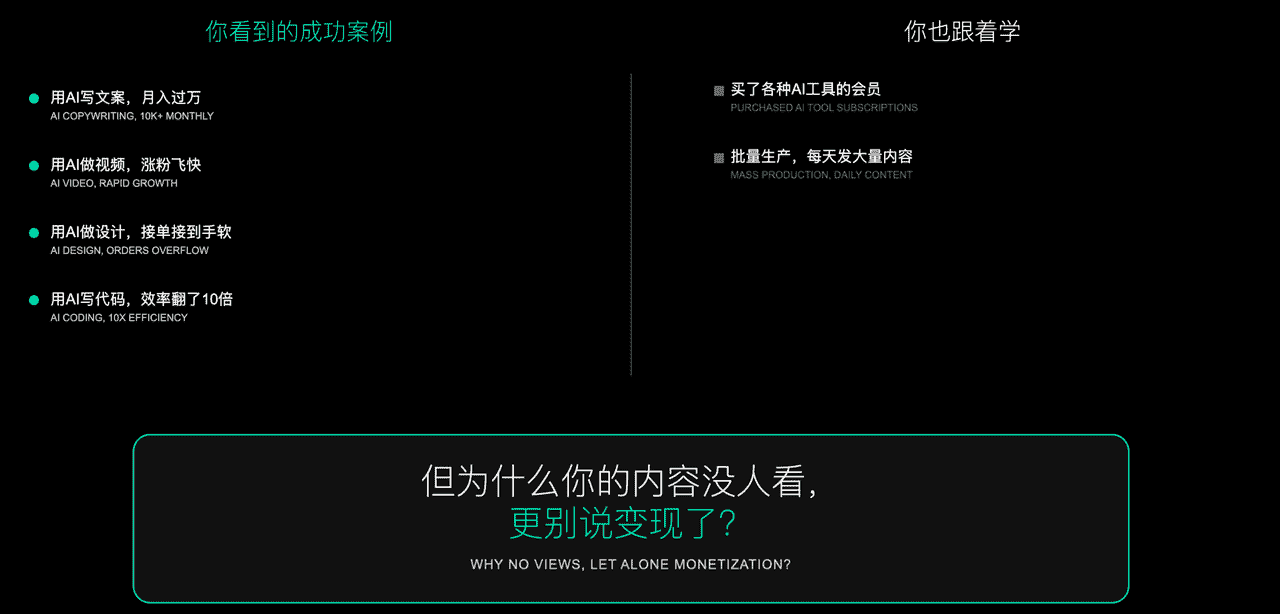 你看到的成功案例
用AI写文案，月入过万
AI COPYWRITING, 10K+ MONTHLY
用AI做视频，涨粉飞快
AI VIDEO, RAPID GROWTH
用AI做设计，接单接到手软
AI DESIGN, ORDERS OVERFLOW
用AI写代码，效率翻了10倍
AI CODING, 10X EFFICIENCY
你也跟着学
买了各种AI工具的会员
PURCHASED AI TOOL SUBSCRIPTIONS
批量生产，每天发大量内容
MASS PRODUCTION, DAILY CONTENT
但为什么你的内容没人看，
更别说变现了？
WHY NO VIEWS, LET ALONE MONETIZATION?